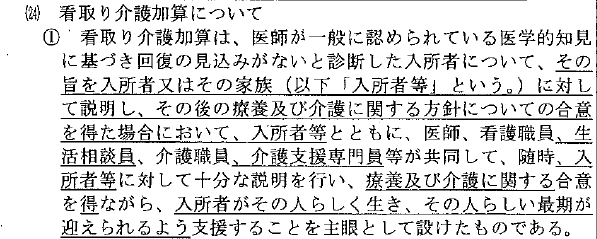 ⒁ 看取り介護加算について
① 看取り介護加算は、医師が一般に認められている医学的知見
に基づき回復の見込みがないと診断した入所者について、その
旨を入所者又はその家族（以下「入所者等」という。）に対し
て説明し、その後の療養及び介護に関する方針についての合意
を得た場合において、入所者等とともに、医師、看護職員、生
活相談員、介護職員、介護支援専門員等が共同して、随時、入
所者等に対して十分な説明を行い、療養及び介護に関する合意
を得ながら、入所者がその人らしく生き、その人らしい最期が
迎えられるよう支援することを主眼として設けたものである。